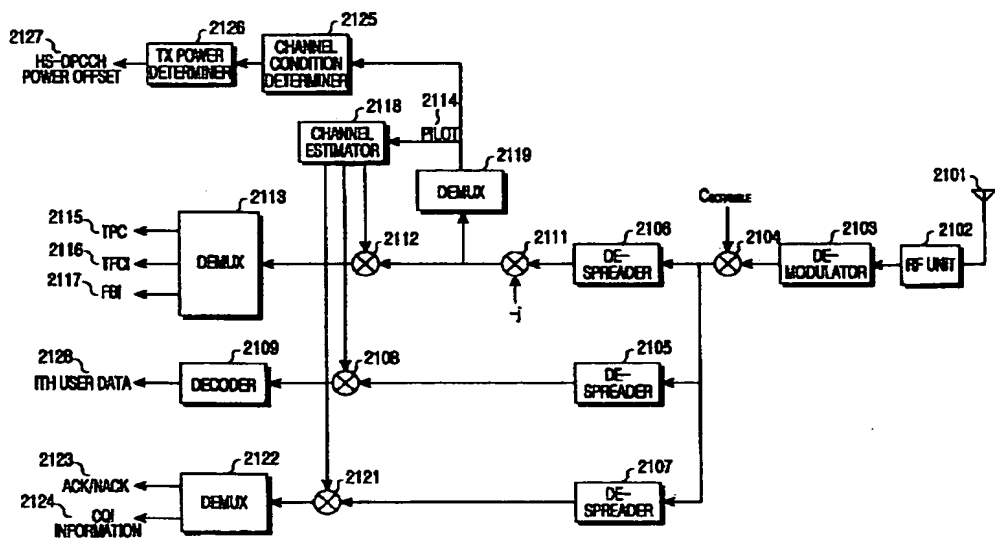 2127
2126
2125
HS-DPCCH
POWER OFFSET
TX POWER
DETERMINER
CHANNEL
CONDITION
DETERMINER
2118
2114
PILOT
CHANNEL
ESTIMATOR
2119
DEMUX
2101
2113
2115
TPC
2116
TFCI
2117
FBI
DEMUX
2112
2111
-j
2106
DE-
SPREADER
CSCRAMBLE
2104
2103
DE-
MODULATOR
2102
RF UNIT
2128
ITH USER DATA
2109
DECODER
2108
2105
DE-
SPREADER
2123
ACK/NACK
2124
CQI
INFORMATION
2122
DEMUX
2121
2107
DE-
SPREADER